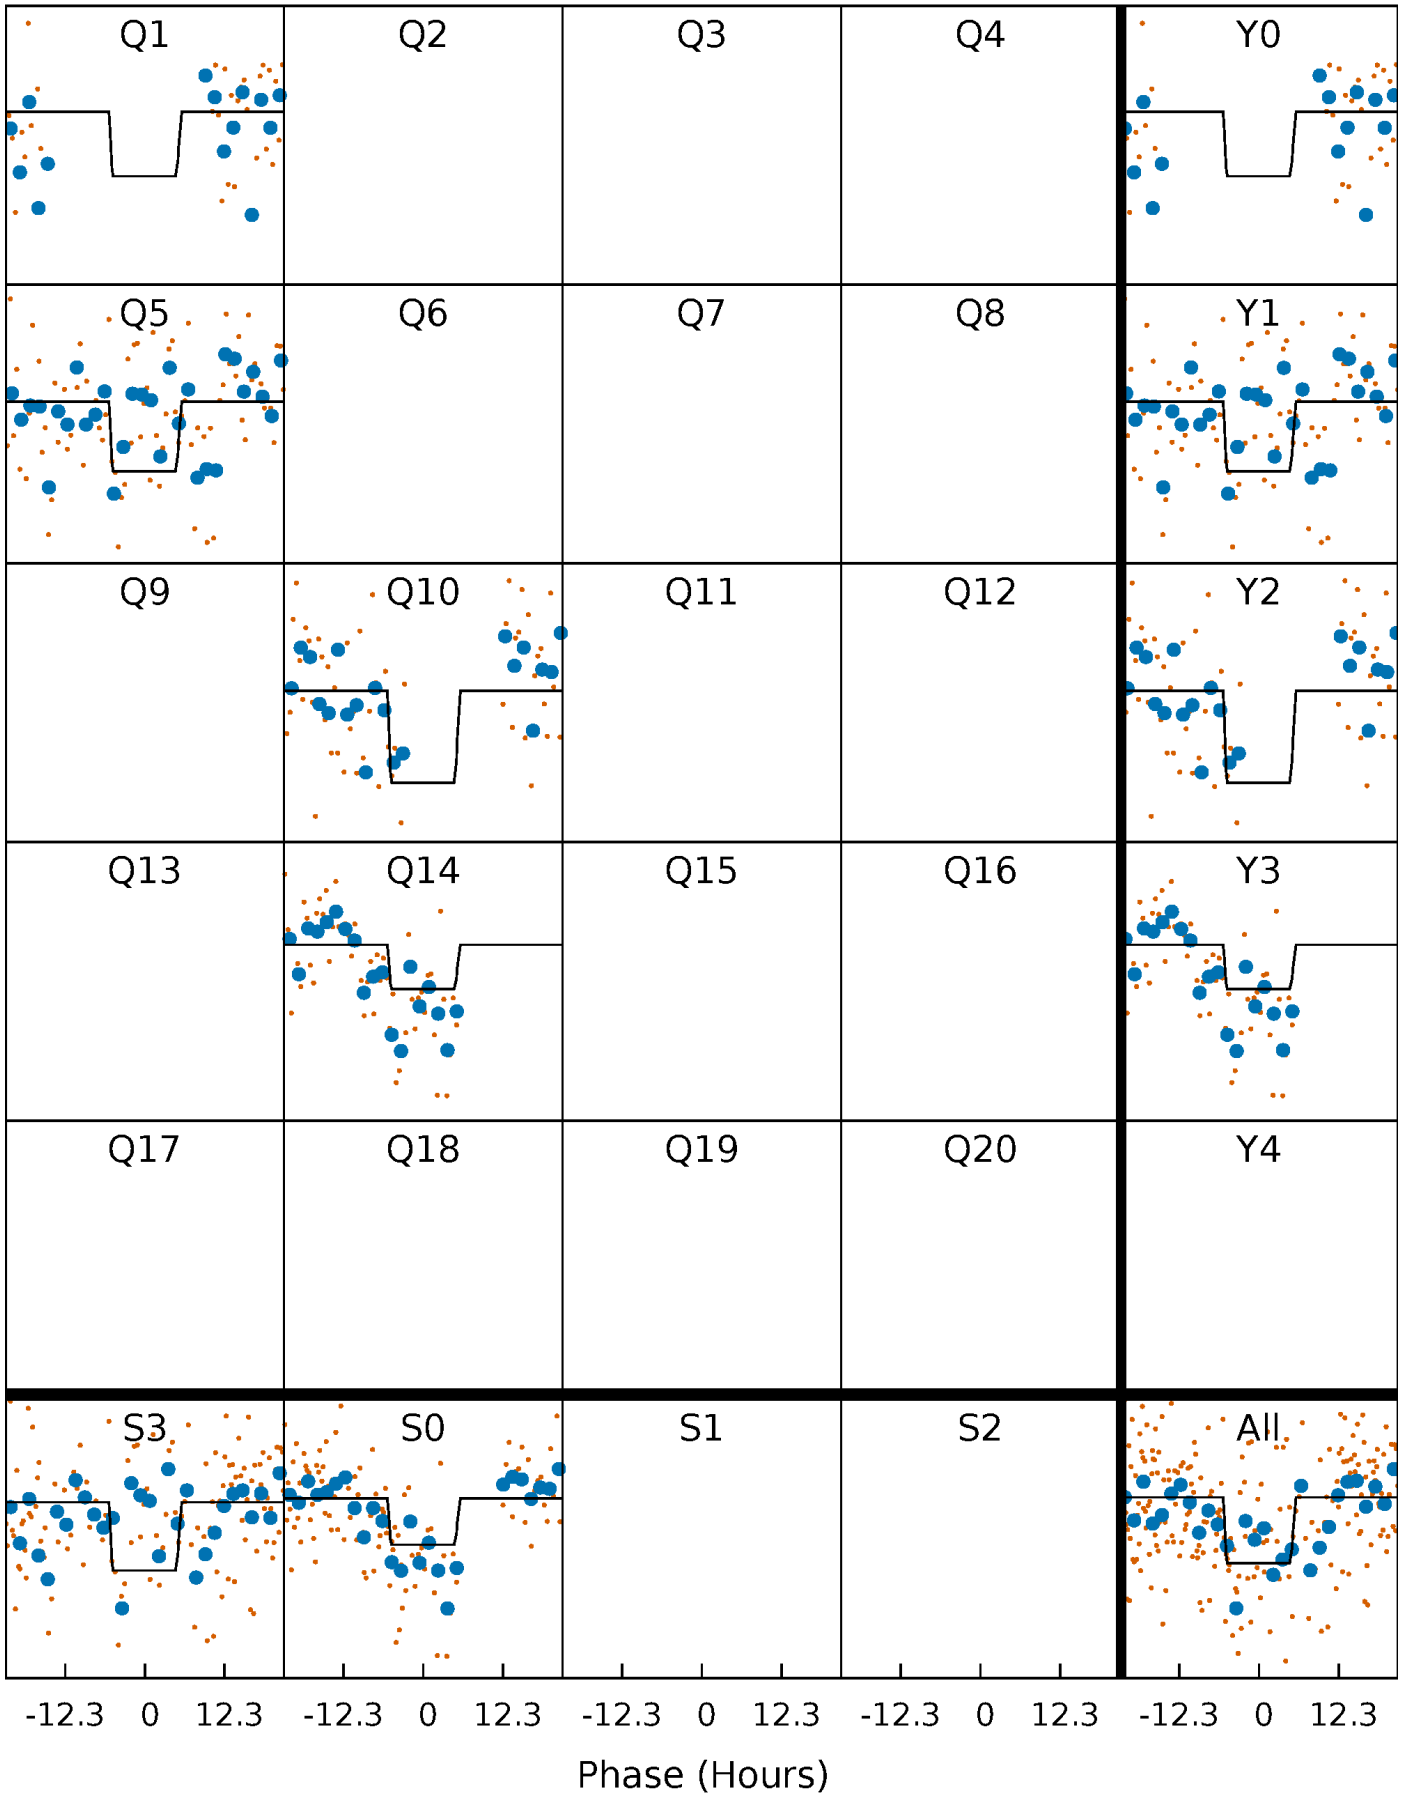 Q1 Q2 Q3 Q4 Y0
Q5 Q6 Q7 Q8 Y1
Q9 Q10 Q11 Q12 Y2
Q13 Q14 Q15 Q16 Y3
Q17 Q18 Q19 Q20 Y4
S3 S0 S1 S2 All
-12.3 0 12.3 -12.3 0 12.3 -12.3 0 12.3 -12.3 0 12.3 -12.3 0 12.3
Phase (Hours)